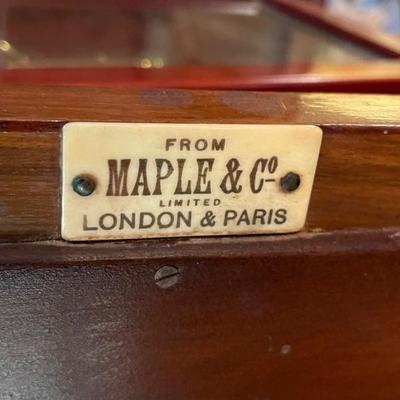 FROM
MAPLE & Cº
LIMITED
LONDON & PARIS